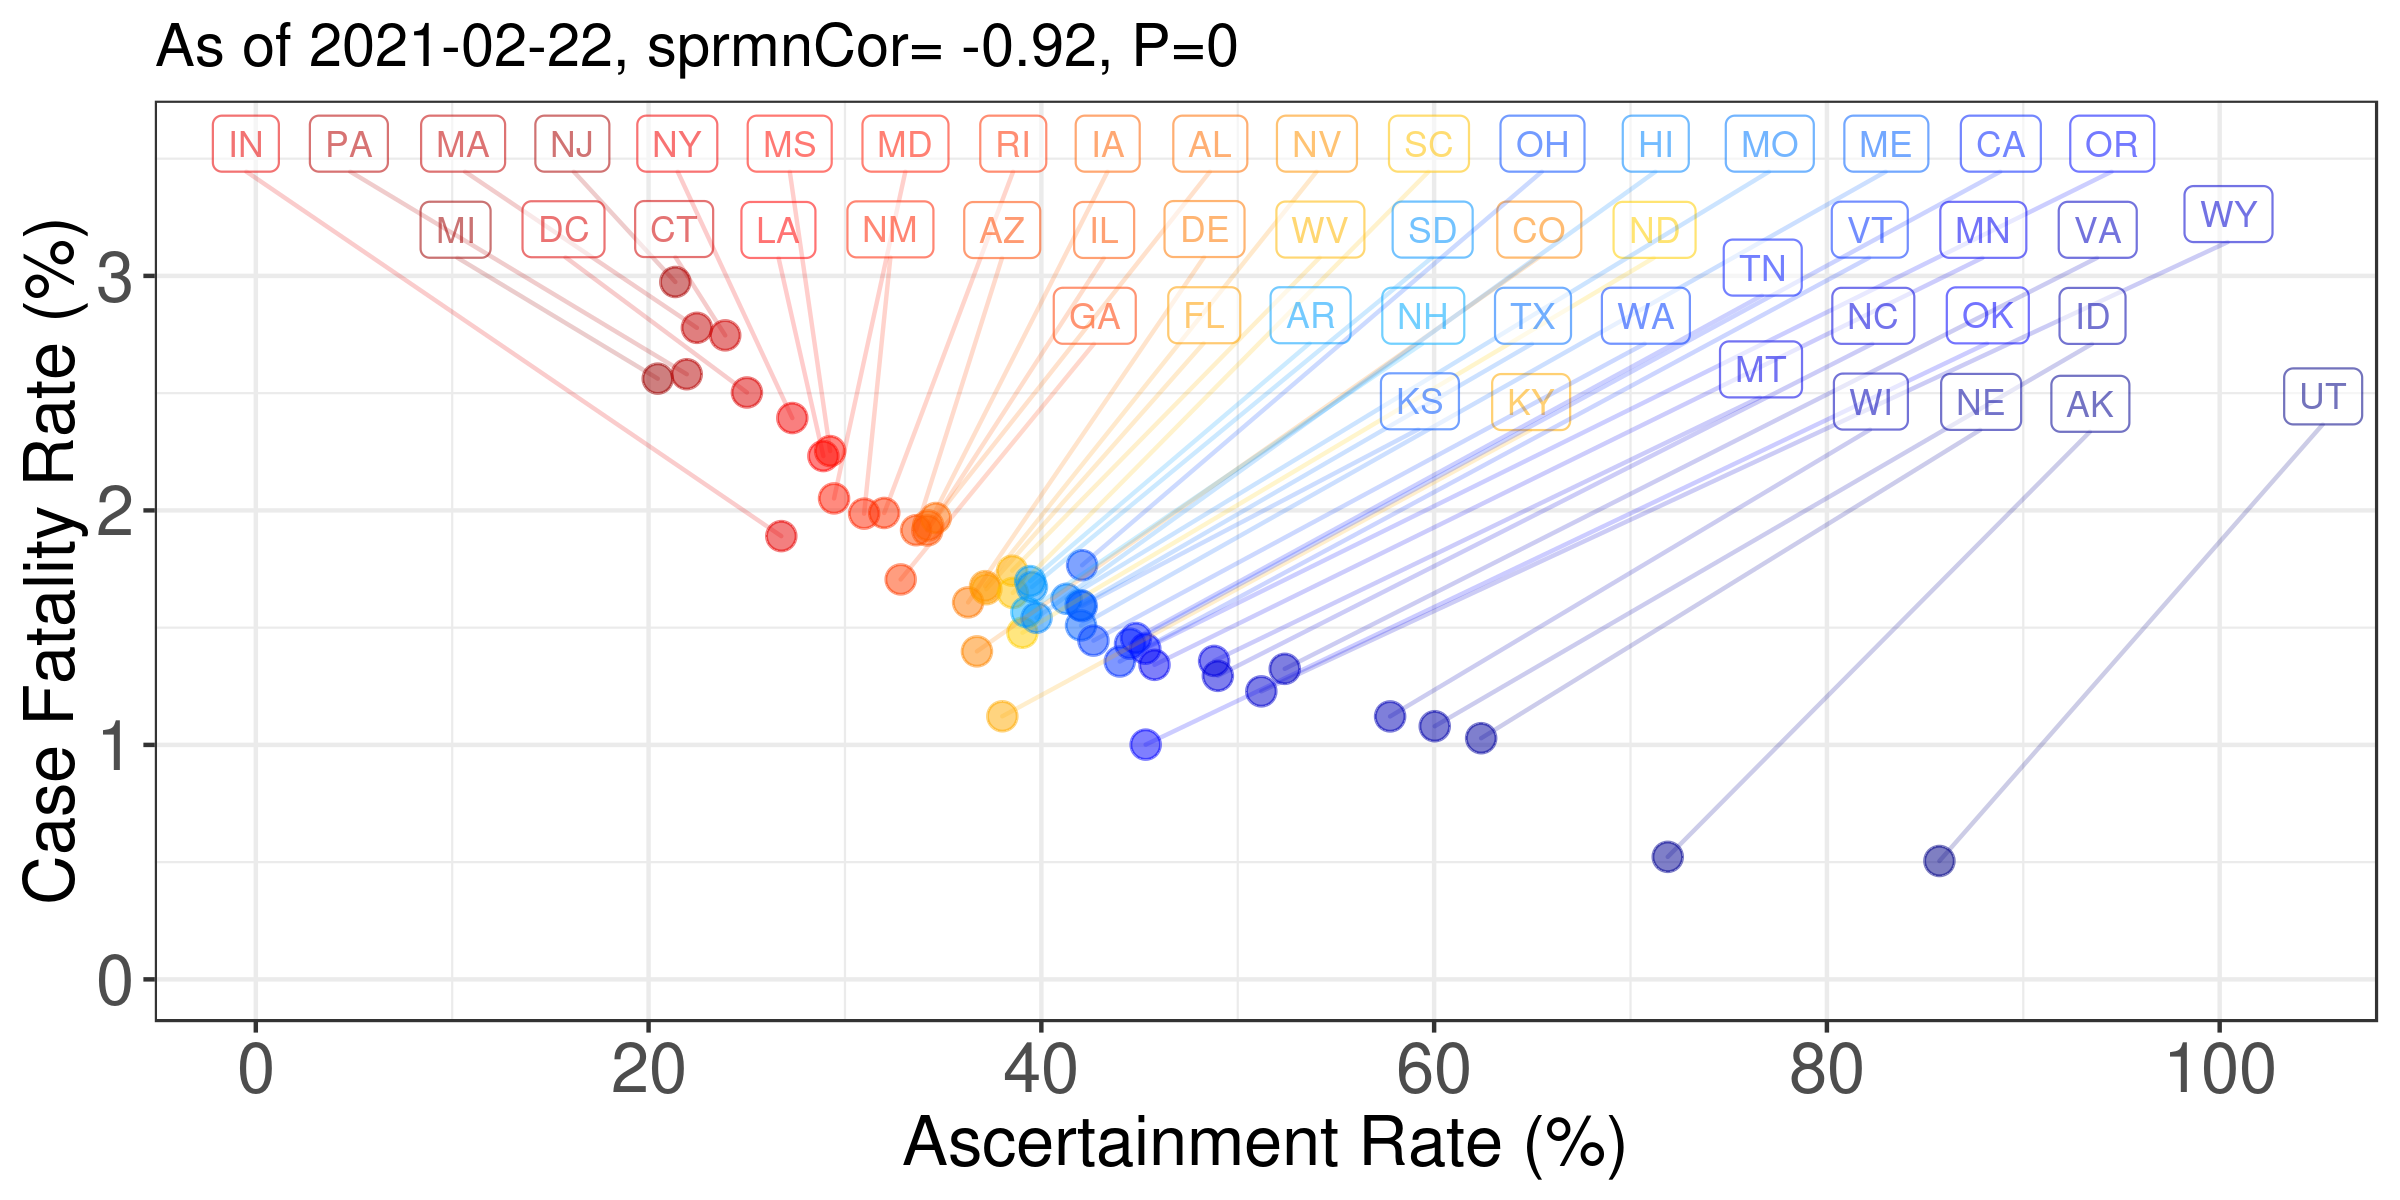 As of 2021-02-22, sprmnCor= -0.92, P=0
IN PA MA NJ NY MS MD RI IA AL NV SC OH HI MO ME CA OR
WY
MI DC CT LA NM AZ IL DE WV SD CO ND VT MN VA
TN
GA FL AR NH TX WA NC OK ID
MT
KS KY WI NE AK UT
Case Fatality Rate (%)
3
2
1
0
0 20 40 60 80 100
Ascertainment Rate (%)